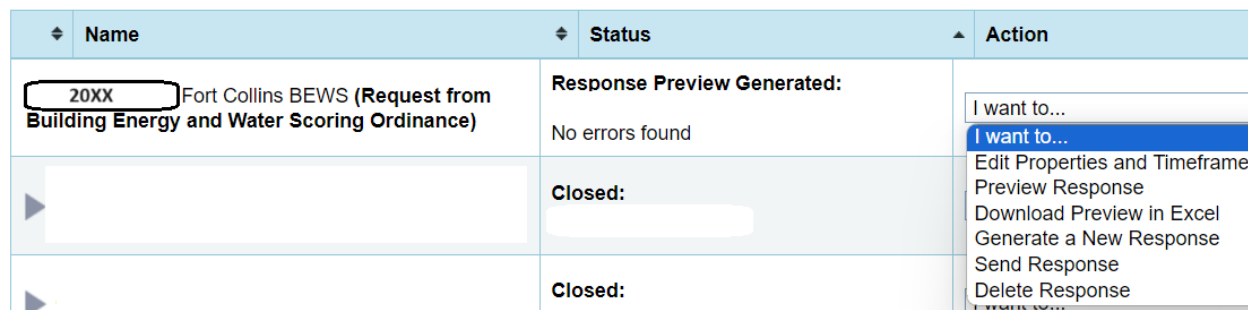 Name Status Action
20XX Fort Collins BEWS (Request from
Building Energy and Water Scoring Ordinance)
Response Preview Generated:
No errors found
I want to...
I want to...
Edit Properties and Timeframe
Preview Response
Download Preview in Excel
Generate a New Response
Send Response
Delete Response
Closed:
Closed:
I want to...